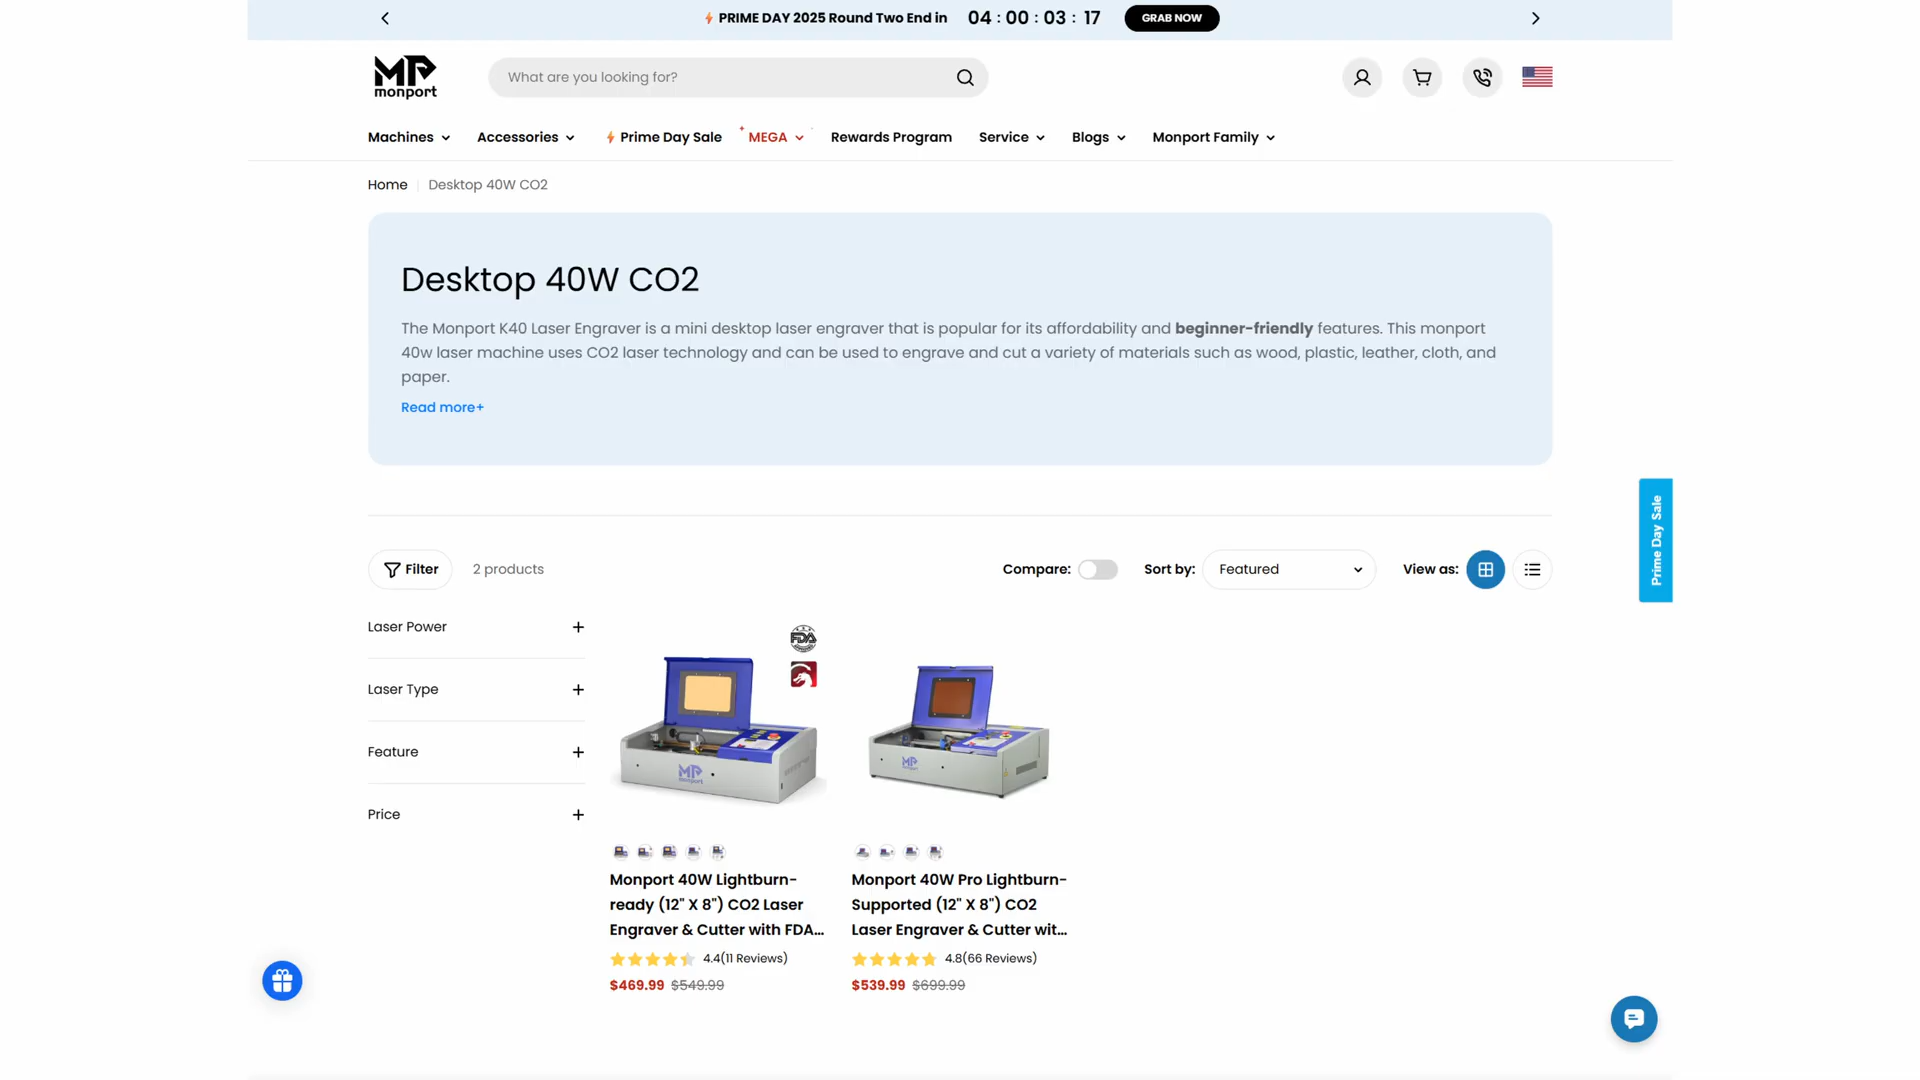 PRIME DAY 2025 Round Two End in 04 : 00 : 03 : 17 GRAB NOW
MP
monport
What are you looking for?
Machines Accessories Prime Day Sale MEGA Rewards Program Service Blogs Monport Family
Home Desktop 40W CO2
Desktop 40W CO2
The Monport K40 Laser Engraver is a mini desktop laser engraver that is popular for its affordability and beginner-friendly features. This monport
40w laser machine uses CO2 laser technology and can be used to engrave and cut a variety of materials such as wood, plastic, leather, cloth, and
paper.
Read more+
Prime Day Sale
Filter 2 products Compare: Sort by: Featured View as:
Laser Power +
Laser Type +
Feature +
Price +
FDA
MP
monport
MP
monport
Monport 40W Lightburn-
ready (12" X 8") CO2 Laser
Engraver & Cutter with FDA...
4.4(11 Reviews)
$469.99 $549.99
Monport 40W Pro Lightburn-
Supported (12" X 8") CO2
Laser Engraver & Cutter wit...
4.8(66 Reviews)
$539.99 $699.99